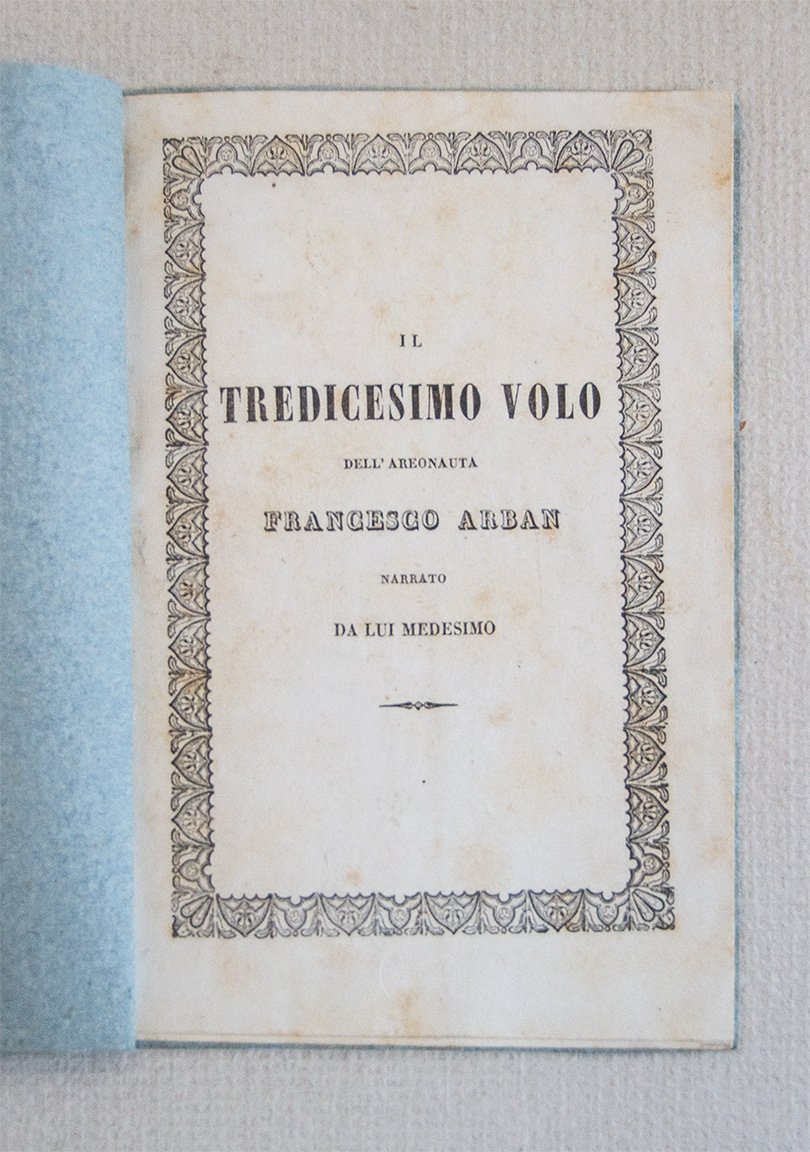 IL
TREDICESIMO VOLO
DELL'AREONAUTA
FRANCESCO ARBAN
NARRATO
DA LUI MEDESIMO